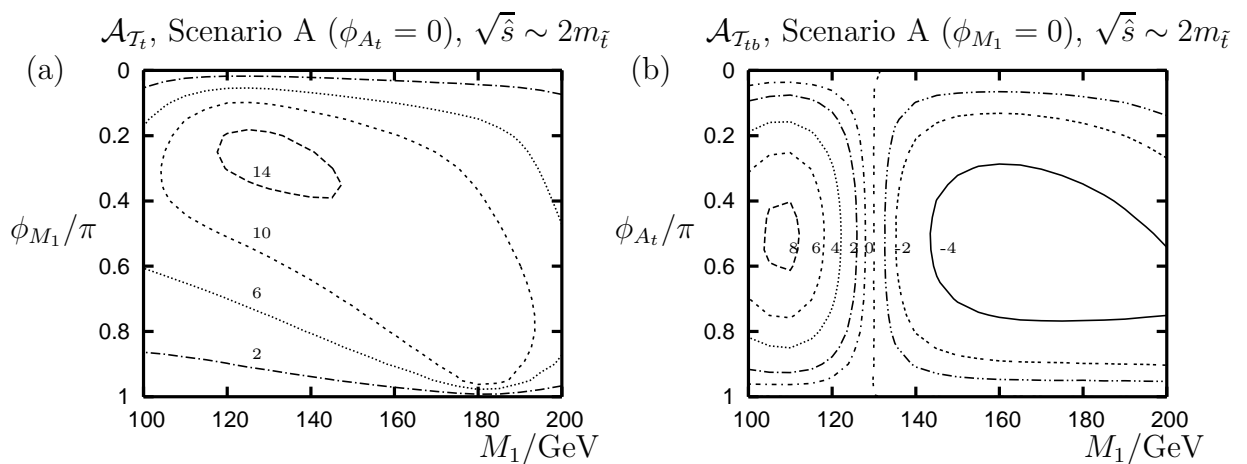 𝒜_{𝒯_t}, Scenario A (ϕ_{A_t} = 0), √ŝ ∼ 2m_{t̃}
(a)
0
0.2
0.4
0.6
0.8
1
ϕ_{M_1}/π
14
10
6
2
100 120 140 160 180 200
M_1/GeV
𝒜_{𝒯_{tb}}, Scenario A (ϕ_{M_1} = 0), √ŝ ∼ 2m_{t̃}
(b)
0
0.2
0.4
0.6
0.8
1
ϕ_{A_t}/π
8 6 4 2 0 -2 -4
100 120 140 160 180 200
M_1/GeV